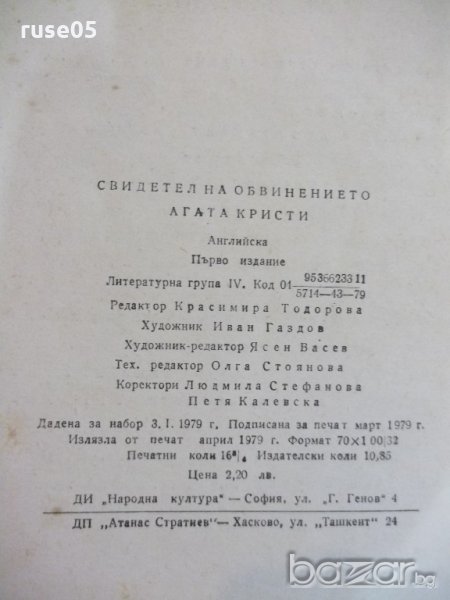 ruse05
СВИДЕТЕЛ НА ОБВИНЕНИЕТО
АГАТА КРИСТИ
Английска
Първо издание
Литературна група IV. Код 04 9536623311
5714—43—79
Редактор Красимира Тодорова
Художник Иван Газдов
Художник-редактор Ясен Васев
Тех. редактор Олга Стоянова
Коректори Людмила Стефанова
Петя Калевска
Дадена за набор 3. I. 1979 г. Подписана за печат март 1979 г.
Излязла от печат април 1979 г. Формат 70×100/32
Печатни коли Издателски коли 10,85
Цена 2,20 лв.
ДИ „Народна култура" — София, ул. „Г. Генов" 4
ДП „Атанас Стратиев" — Хасково, ул. „Ташкент" 24
bazar.bg